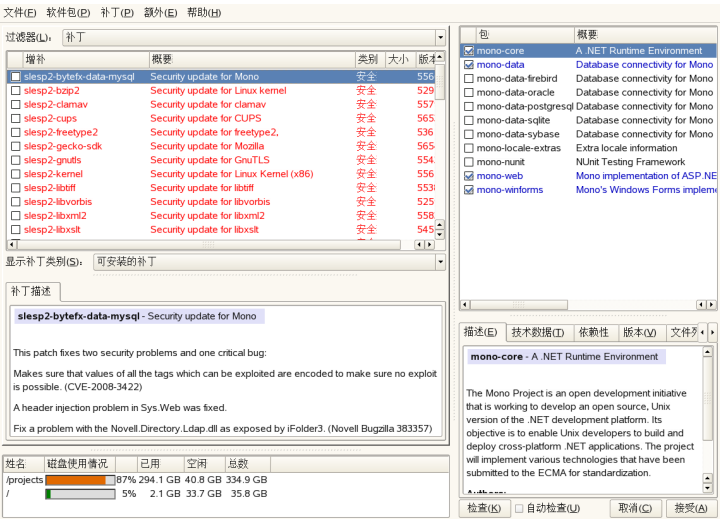 文件(F) 软件包(P) 补丁(P) 额外(E) 帮助(H)
过滤器(L): 补丁
增补 概要 类别 大小 版本
slesp2-bytefx-data-mysql Security update for Mono 安全 556
slesp2-bzip2 Security update for Linux kernel 安全 529
slesp2-clamav Security update for clamav 安全 557
slesp2-cups Security update for CUPS 安全 565
slesp2-freetype2 Security update for freetype2, 安全 536
slesp2-gecko-sdk Security update for Mozilla 安全 565
slesp2-gnutls Security update for GnuTLS 安全 554
slesp2-kernel Security update for Linux Kernel (x86) 安全 556
slesp2-libtiff Security update for libtiff 安全 553
slesp2-libvorbis Security update for libvorbis 安全 525
slesp2-libxml2 Security update for libxml2 安全 558
slesp2-libxslt Security update for libxslt 安全 545
显示补丁类别(S): 可安装的补丁
补丁描述
slesp2-bytefx-data-mysql - Security update for Mono
This patch fixes two security problems and one critical bug:
Makes sure that values of all the tags which can be exploited are encoded to make sure no exploit
is possible. (CVE-2008-3422)
A header injection problem in Sys.Web was fixed.
Fix a problem with the Novell.Directory.Ldap.dll as exposed by iFolder3. (Novell Bugzilla 383357)
姓名 磁盘使用情况 已用 空闲 总数
/projects 87% 294.1 GB 40.8 GB 334.9 GB
/ 5% 2.1 GB 33.7 GB 35.8 GB
包 概要
mono-core A .NET Runtime Environment
mono-data Database connectivity for Mono
mono-data-firebird Database connectivity for Mono
mono-data-oracle Database connectivity for Mono
mono-data-postgresql Database connectivity for Mono
mono-data-sqlite Database connectivity for Mono
mono-data-sybase Database connectivity for Mono
mono-locale-extras Extra locale information
mono-nunit NUnit Testing Framework
mono-web Mono implementation of ASP.NE
mono-winforms Mono's Windows Forms impleme
描述(E) 技术数据(T) 依赖性 版本(V) 文件列
mono-core - A .NET Runtime Environment
The Mono Project is an open development initiative
that is working to develop an open source, Unix
version of the .NET development platform. Its
objective is to enable Unix developers to build and
deploy cross-platform .NET applications. The project
will implement various technologies that have been
submitted to the ECMA for standardization.
Authors:
检查(K) 自动检查(U) 取消(C) 接受(A)